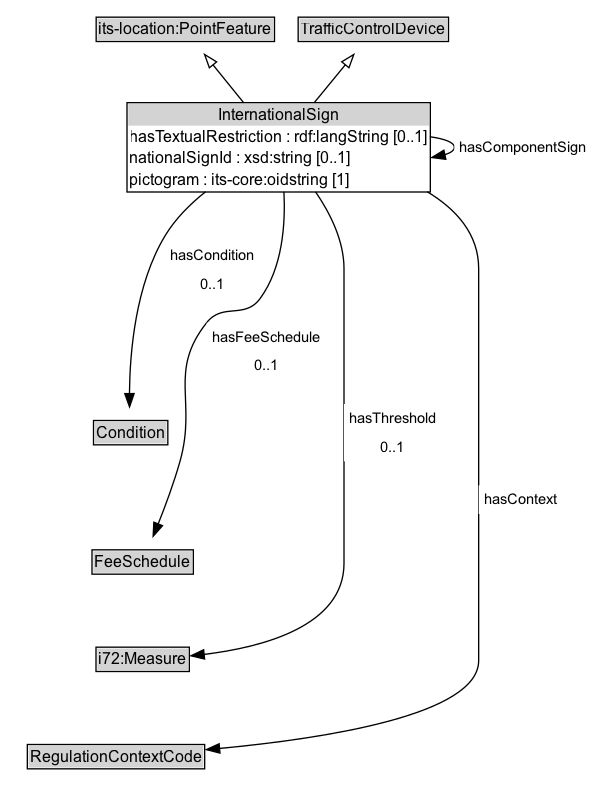 its-location:PointFeature
TrafficControlDevice
InternationalSign
hasTextualRestriction : rdf:langString [0..1]
nationalSignId : xsd:string [0..1]
pictogram : its-core:oidstring [1]
hasComponentSign
hasCondition
0..1
hasFeeSchedule
0..1
hasThreshold
0..1
Condition
hasContext
FeeSchedule
i72:Measure
RegulationContextCode